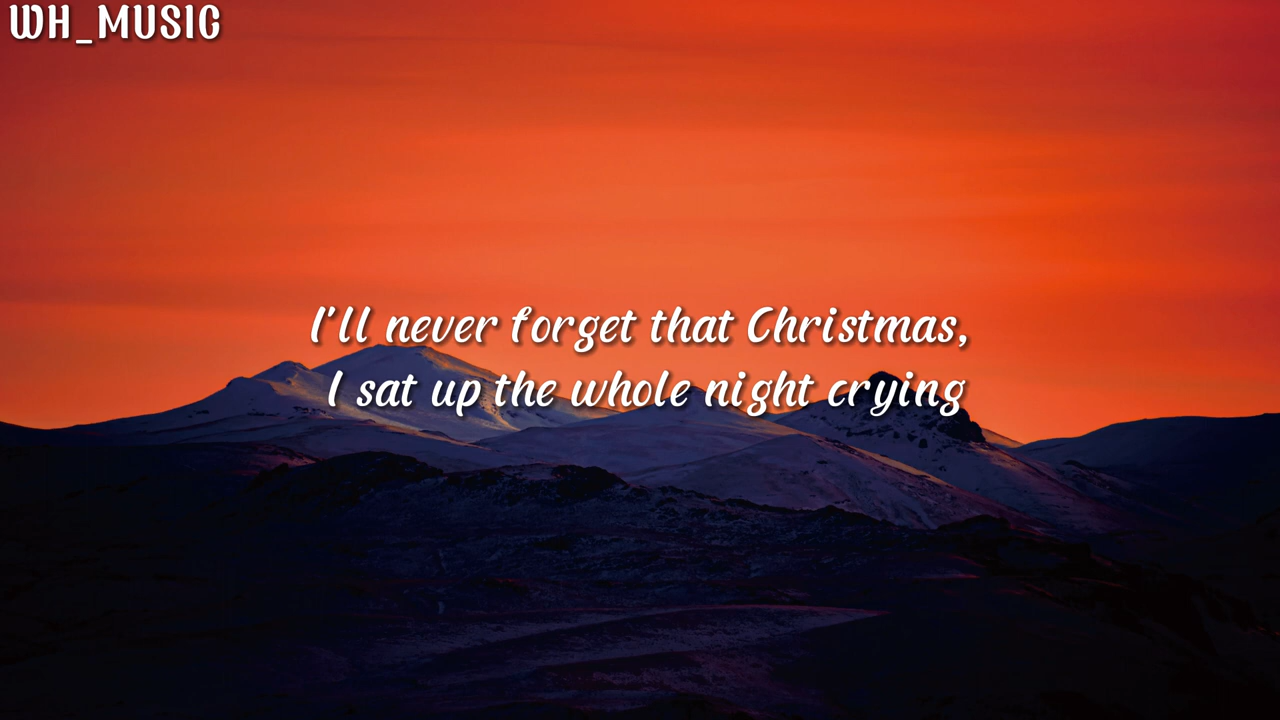 WH_MUSIC
I'll never forget that Christmas,
I sat up the whole night crying